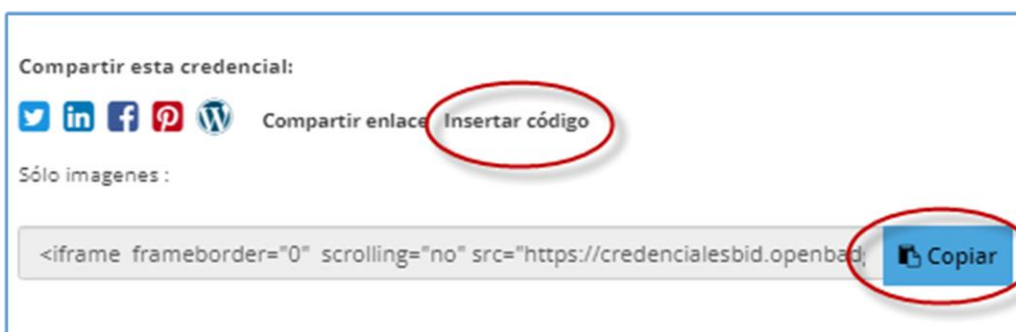 Compartir esta credencial:
Compartir enlace Insertar código
Sólo imagenes :
<iframe frameborder="0" scrolling="no" src="https://credencialesbid.openbad Copiar